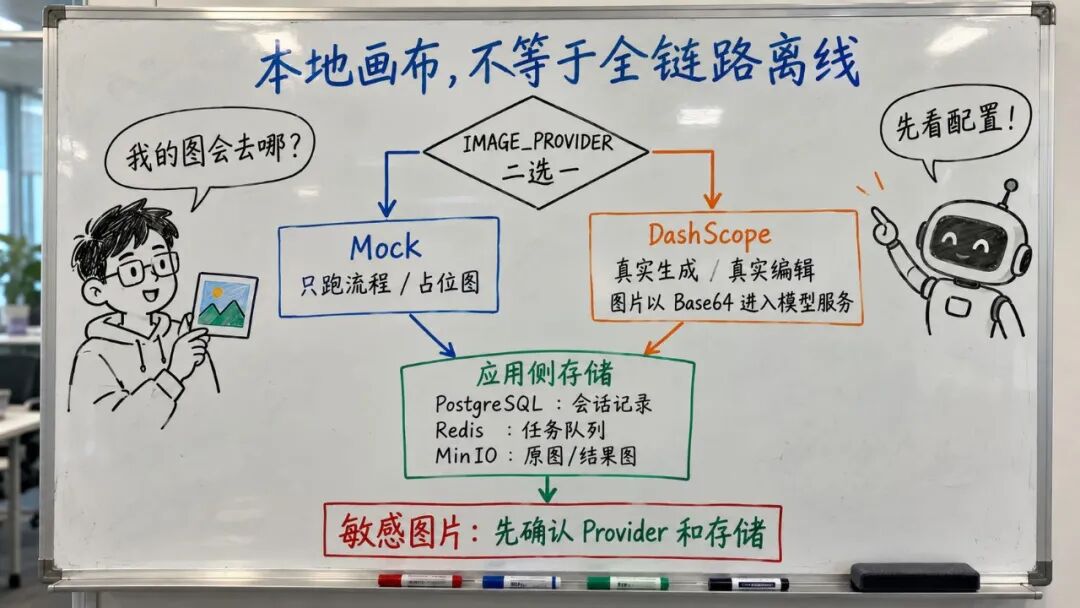 本地画布,不等于全链路离线
我的图会去哪?
IMAGE_PROVIDER
二选一
先看配置!
Mock
只跑流程 / 占位图
DashScope
真实生成 / 真实编辑
图片以 Base64 进入模型服务
应用侧存储
PostgreSQL : 会话记录
Redis : 任务队列
MinIO : 原图/结果图
敏感图片: 先确认 Provider 和存储